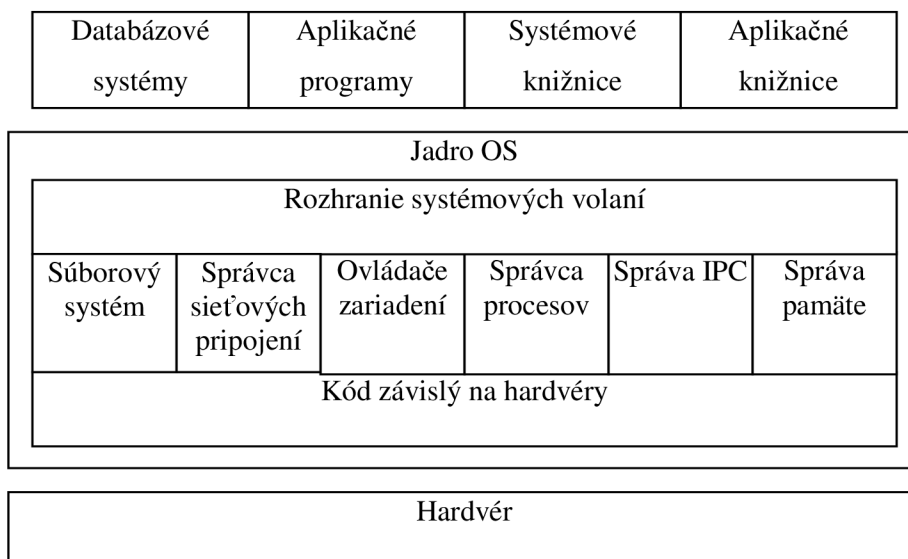 Databázové
systémy
Aplikačné
programy
Systémové
knižnice
Aplikačné
knižnice
Jadro OS
Rozhranie systémových volaní
Súborový
systém
Správca
sieťových
pripojení
Ovládače
zariadení
Správca
procesov
Správa IPC
Správa
pamäte
Kód závislý na hardvéry
Hardvér